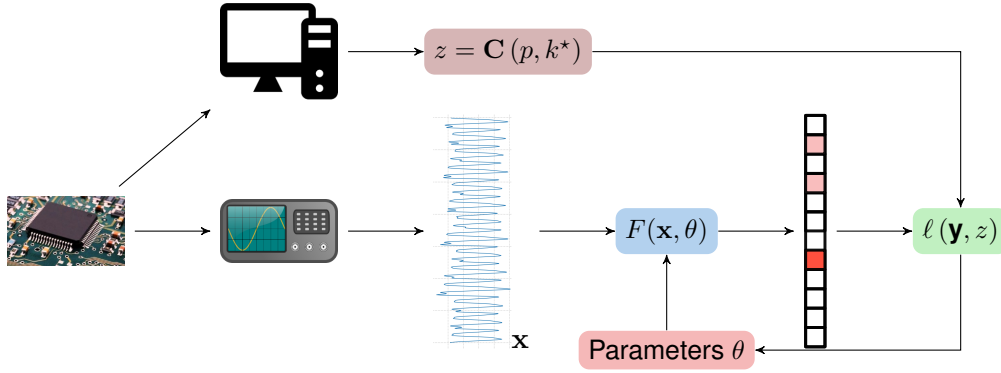 z = C (p, k⋆)
x
F(x, θ)
ℓ (y, z)
Parameters θ